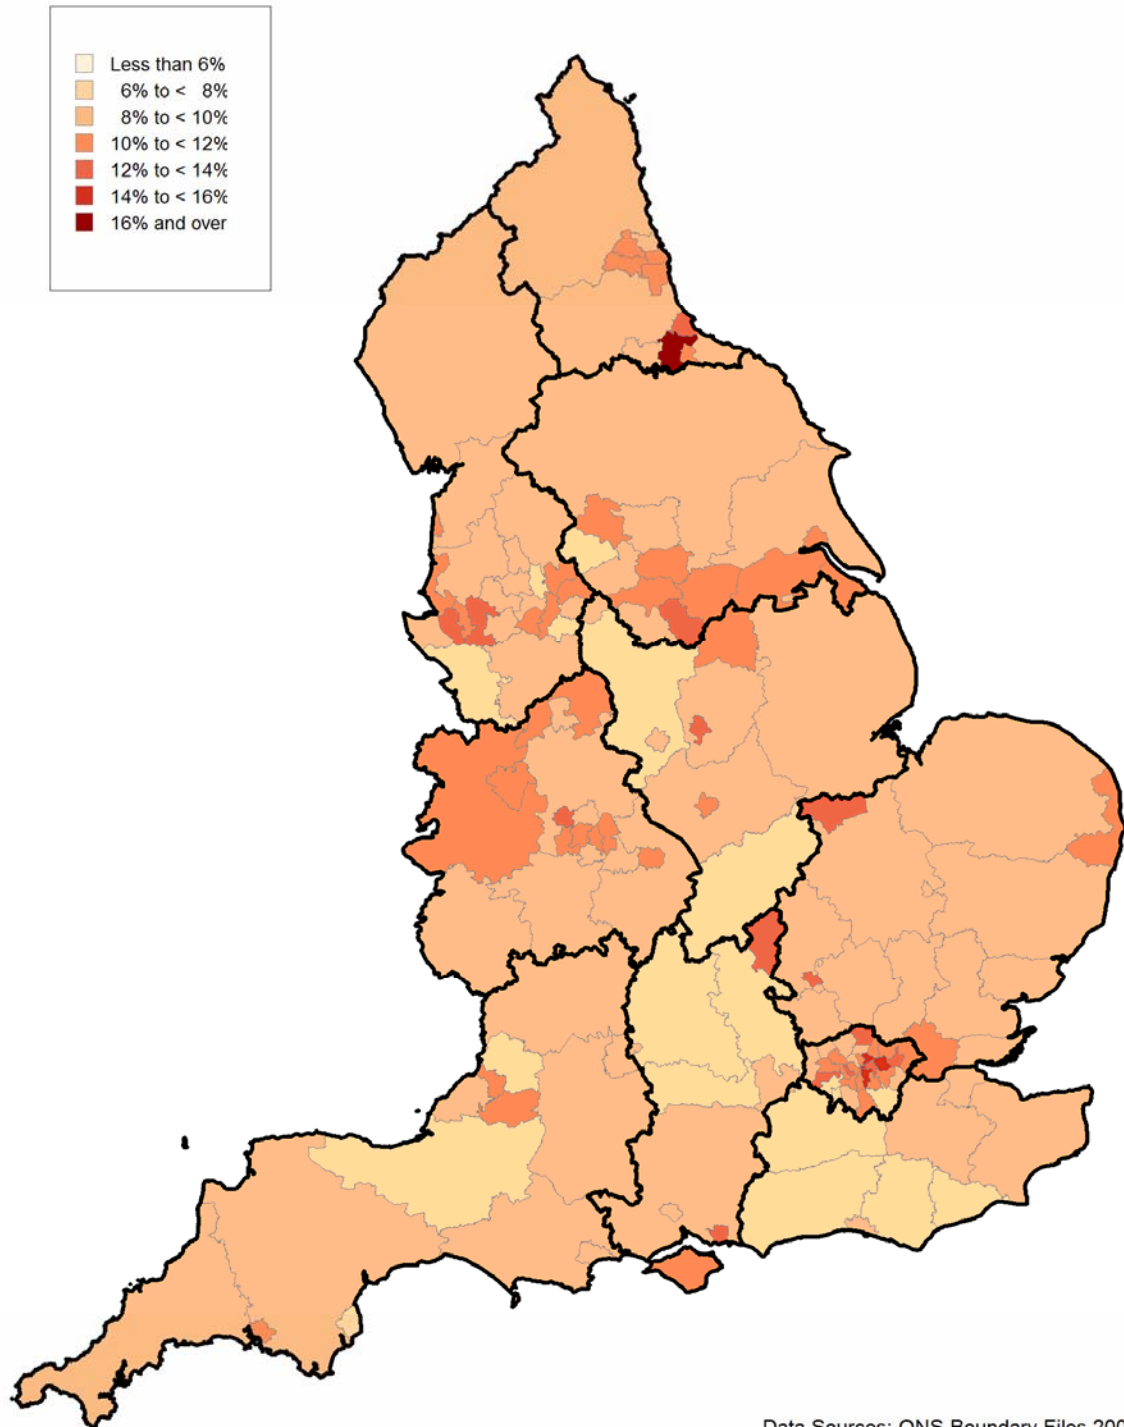 Less than 6%
6% to < 8%
8% to < 10%
10% to < 12%
12% to < 14%
14% to < 16%
16% and over
Data Sources: ONS Boundary Files